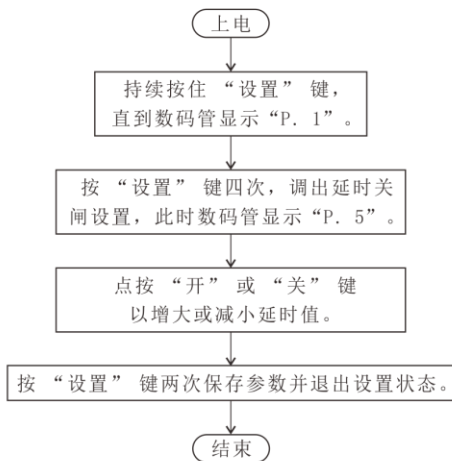 上电
持续按住 “设置” 键,
直到数码管显示“P. 1”。
按 “设置” 键四次, 调出延时关
闸设置, 此时数码管显示“P. 5”。
点按 “开” 或 “关” 键
以增大或减小延时值。
按 “设置” 键两次保存参数并退出设置状态。
结束